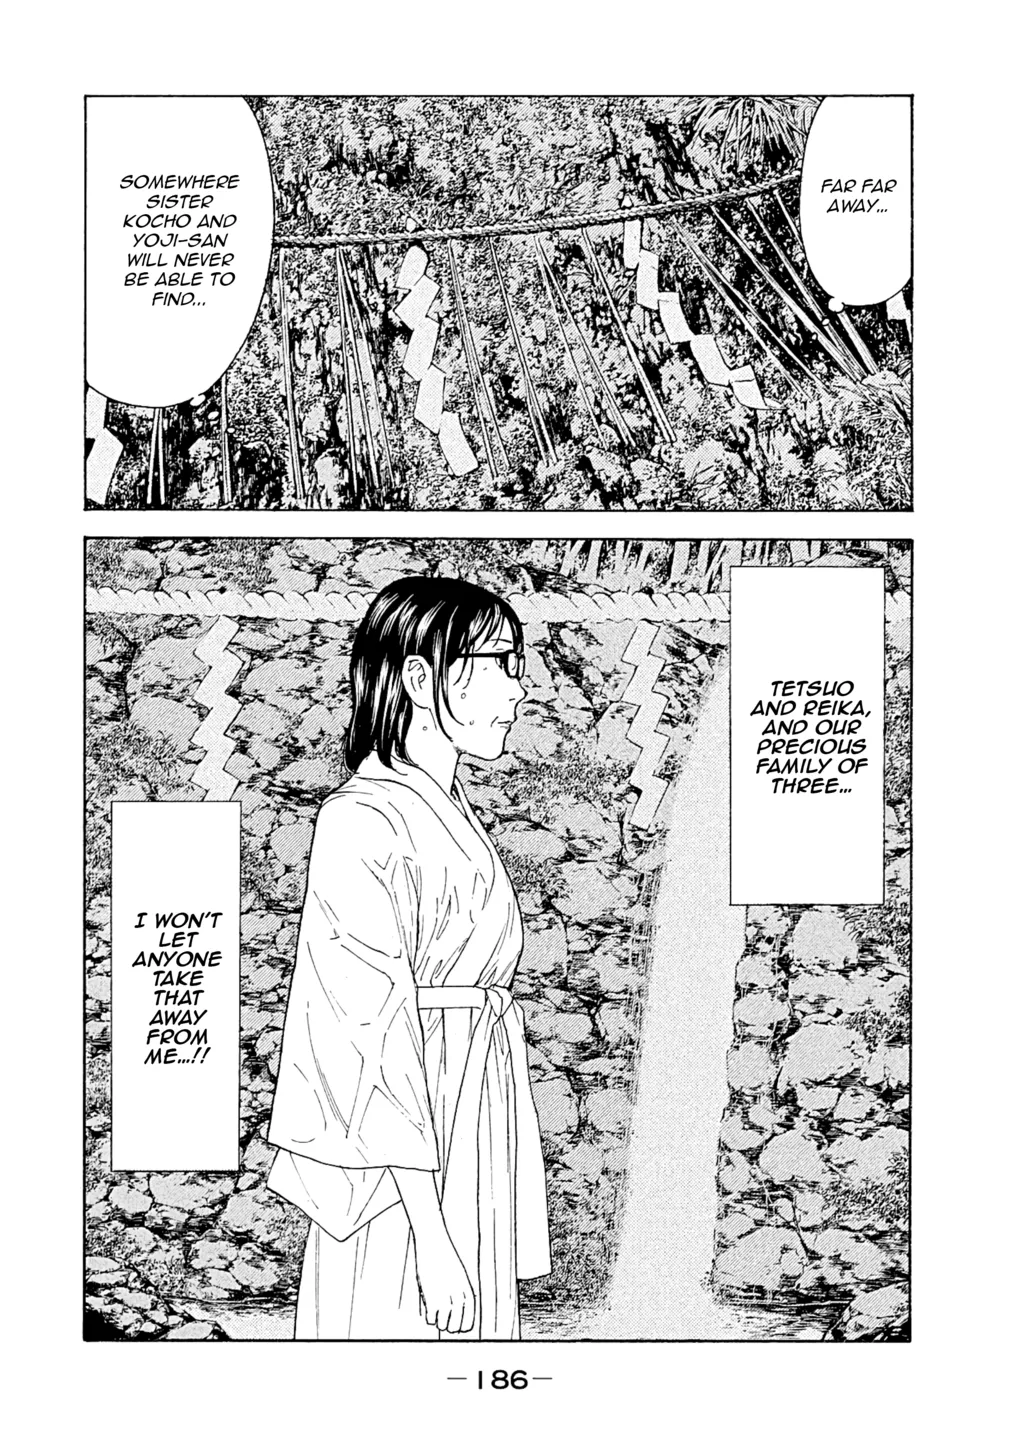 FAR FAR
AWAY...
SOMEWHERE
SISTER
KOCHO AND
YOJI-SAN
WILL NEVER
BE ABLE TO
FIND...
TETSUO
AND REIKA,
AND OUR
PRECIOUS
FAMILY OF
THREE...
I WON'T
LET
ANYONE
TAKE
THAT
AWAY
FROM
ME...!!
—186—